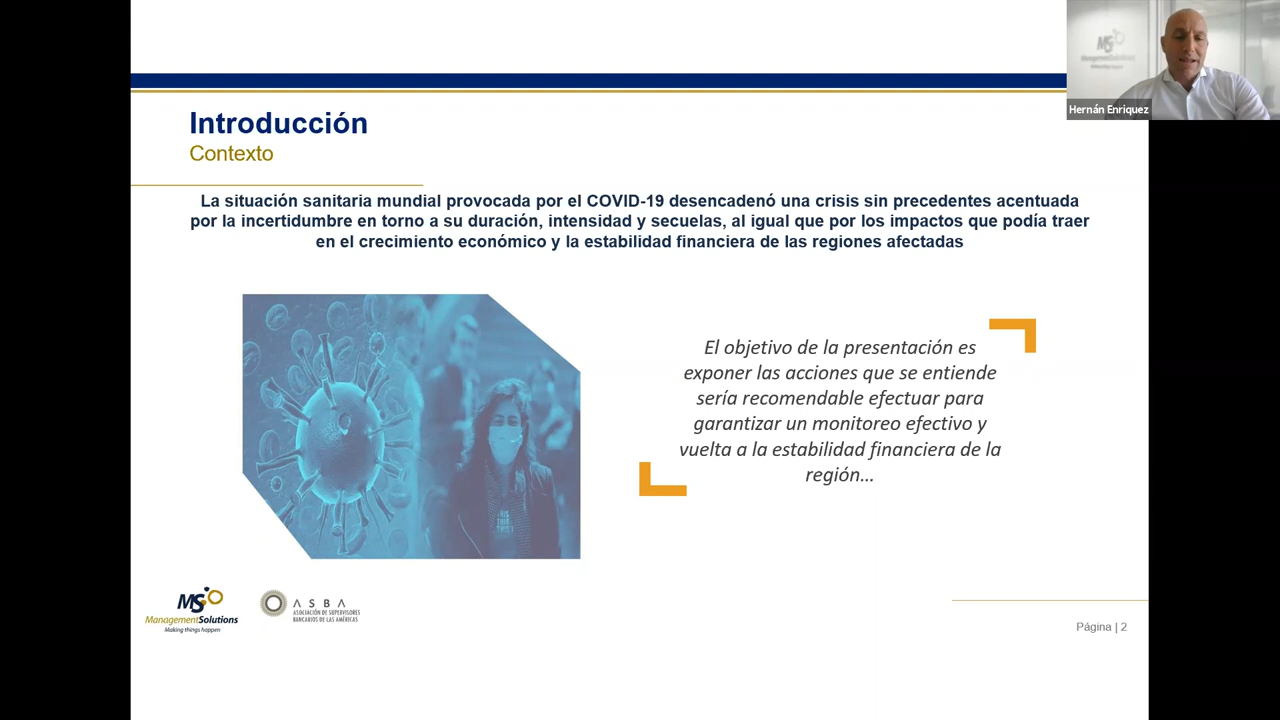 Introducción
Contexto
La situación sanitaria mundial provocada por el COVID-19 desencadenó una crisis sin precedentes acentuada
por la incertidumbre en torno a su duración, intensidad y secuelas, al igual que por los impactos que podía traer
en el crecimiento económico y la estabilidad financiera de las regiones afectadas
El objetivo de la presentación es
exponer las acciones que se entiende
sería recomendable efectuar para
garantizar un monitoreo efectivo y
vuelta a la estabilidad financiera de la
región...
MS
ManagementSolutions
Making things happen
ASBA
ASOCIACIÓN DE SUPERVISORES
BANCARIOS DE LAS AMÉRICAS
Página | 2
MS
ManagementSolutions
Hernán Enriquez